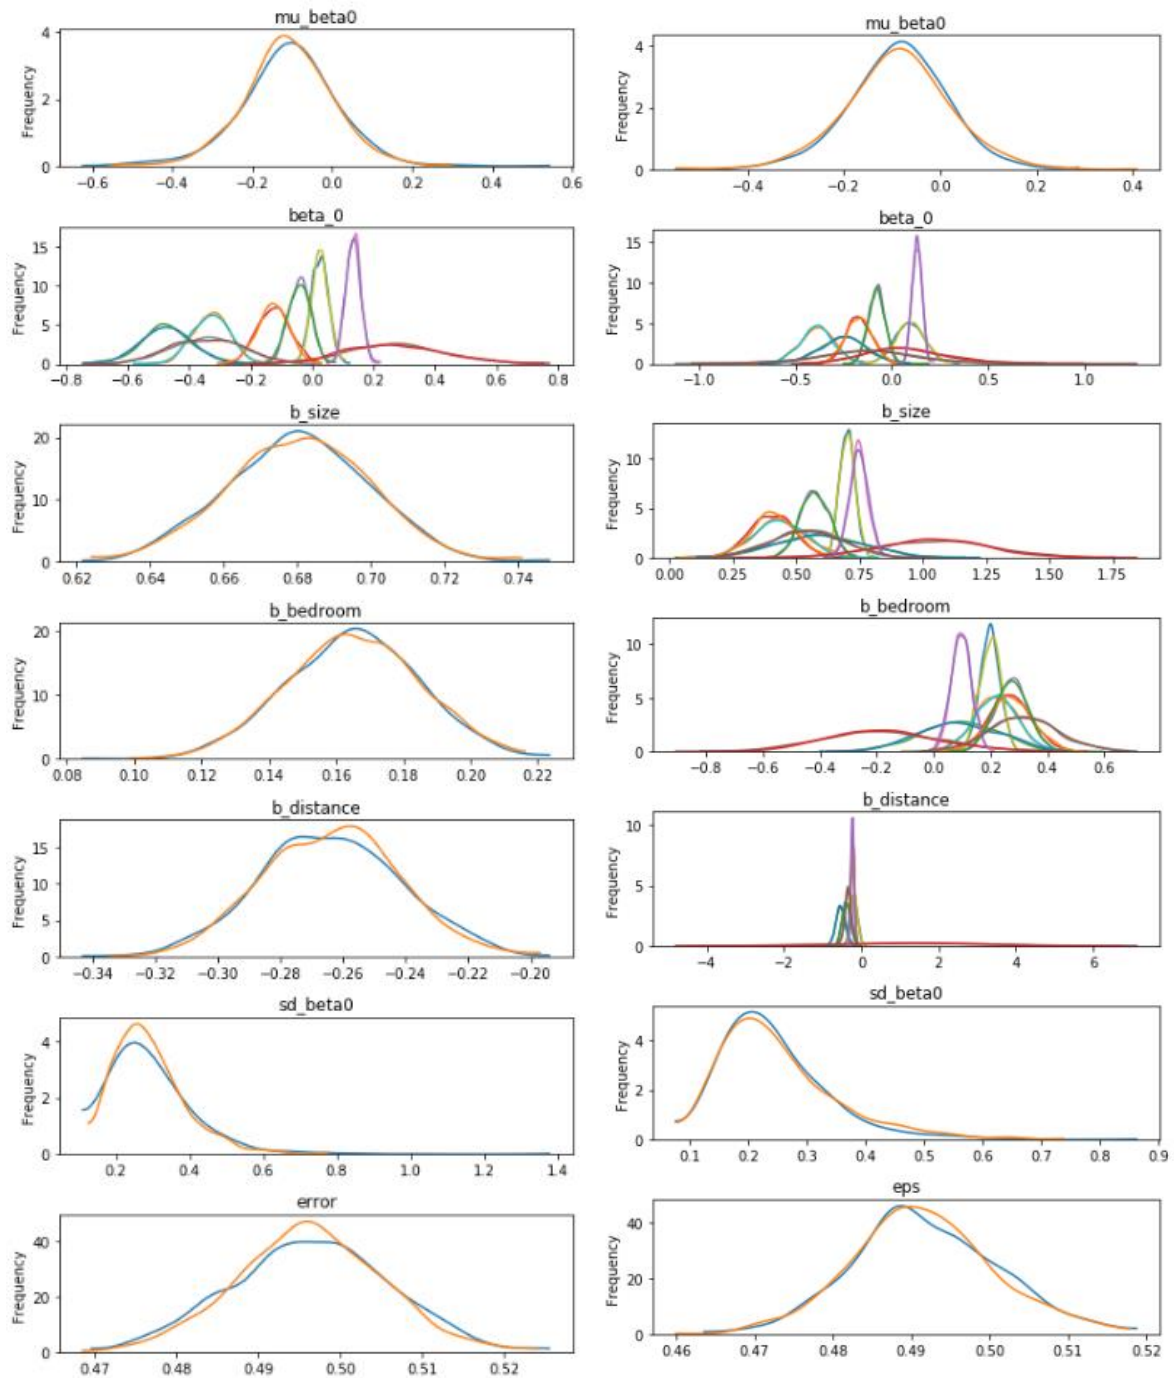 mu_beta0
4
2
0
Frequency
−0.6 −0.4 −0.2 0.0 0.2 0.4 0.6
beta_0
15
10
5
0
Frequency
−0.8 −0.6 −0.4 −0.2 0.0 0.2 0.4 0.6 0.8
b_size
20
10
0
Frequency
0.62 0.64 0.66 0.68 0.70 0.72 0.74
b_bedroom
20
10
0
Frequency
0.08 0.10 0.12 0.14 0.16 0.18 0.20 0.22
b_distance
15
10
5
0
Frequency
−0.34 −0.32 −0.30 −0.28 −0.26 −0.24 −0.22 −0.20
sd_beta0
4
2
0
Frequency
0.2 0.4 0.6 0.8 1.0 1.2 1.4
error
40
20
0
Frequency
0.47 0.48 0.49 0.50 0.51 0.52
mu_beta0
4
2
0
Frequency
−0.4 −0.2 0.0 0.2 0.4
beta_0
15
10
5
0
Frequency
−1.0 −0.5 0.0 0.5 1.0
b_size
10
5
0
Frequency
0.00 0.25 0.50 0.75 1.00 1.25 1.50 1.75
b_bedroom
10
5
0
Frequency
−0.8 −0.6 −0.4 −0.2 0.0 0.2 0.4 0.6
b_distance
10
5
0
Frequency
−4 −2 0 2 4 6
sd_beta0
4
2
0
Frequency
0.1 0.2 0.3 0.4 0.5 0.6 0.7 0.8 0.9
eps
40
20
0
Frequency
0.46 0.47 0.48 0.49 0.50 0.51 0.52